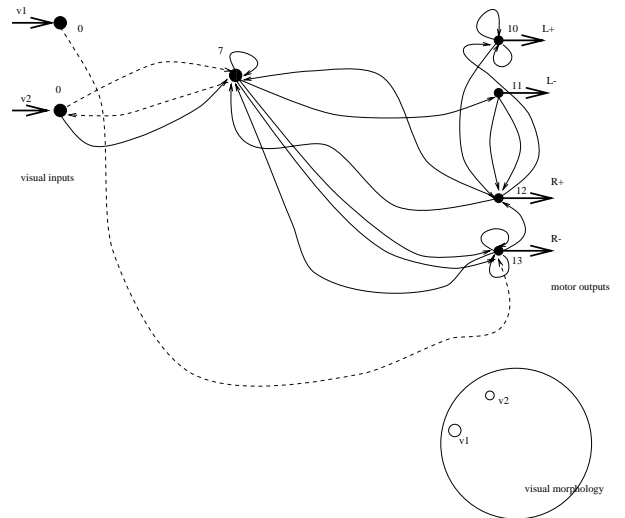 v1
0
v2
0
7
10
L+
11
L-
12
R+
13
R-
visual inputs
motor outputs
v2
v1
visual morphology